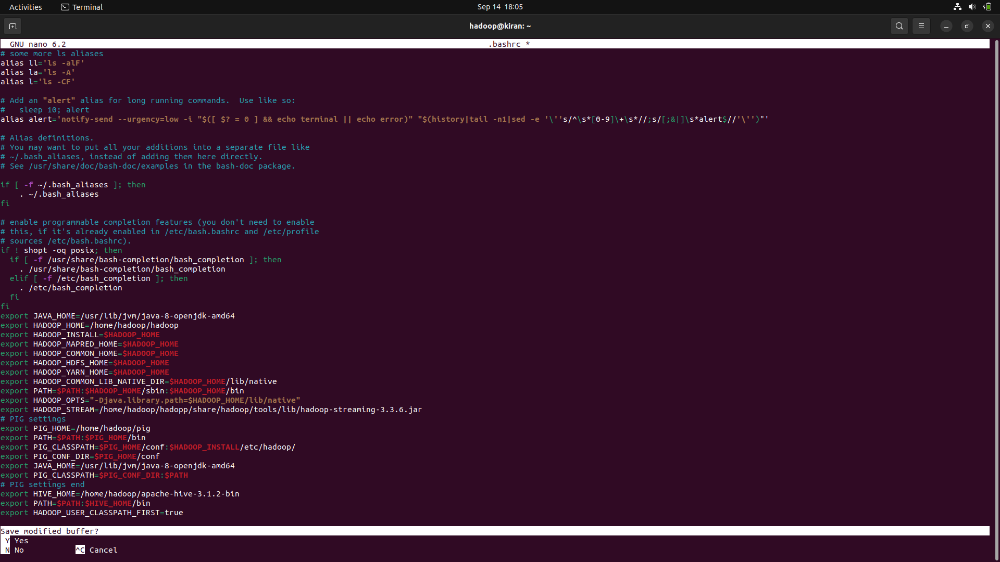 Activities Terminal Sep 14 18:05
hadoop@kiran: ~
GNU nano 6.2 .bashrc *
# some more ls aliases
alias ll='ls -alF'
alias la='ls -A'
alias l='ls -CF'
# Add an "alert" alias for long running commands.  Use like so:
#   sleep 10; alert
alias alert='notify-send --urgency=low -i "$([ $? = 0 ] && echo terminal || echo error)" "$(history|tail -n1|sed -e '\''s/^\s*[0-9]\+\s*//;s/[;&|]\s*alert$//'\'')"'
# Alias definitions.
# You may want to put all your additions into a separate file like
# ~/.bash_aliases, instead of adding them here directly.
# See /usr/share/doc/bash-doc/examples in the bash-doc package.
if [ -f ~/.bash_aliases ]; then
    . ~/.bash_aliases
fi
# enable programmable completion features (you don't need to enable
# this, if it's already enabled in /etc/bash.bashrc and /etc/profile
# sources /etc/bash.bashrc).
if ! shopt -oq posix; then
  if [ -f /usr/share/bash-completion/bash_completion ]; then
    . /usr/share/bash-completion/bash_completion
  elif [ -f /etc/bash_completion ]; then
    . /etc/bash_completion
  fi
fi
export JAVA_HOME=/usr/lib/jvm/java-8-openjdk-amd64
export HADOOP_HOME=/home/hadoop/hadoop
export HADOOP_INSTALL=$HADOOP_HOME
export HADOOP_MAPRED_HOME=$HADOOP_HOME
export HADOOP_COMMON_HOME=$HADOOP_HOME
export HADOOP_HDFS_HOME=$HADOOP_HOME
export HADOOP_YARN_HOME=$HADOOP_HOME
export HADOOP_COMMON_LIB_NATIVE_DIR=$HADOOP_HOME/lib/native
export PATH=$PATH:$HADOOP_HOME/sbin:$HADOOP_HOME/bin
export HADOOP_OPTS="-Djava.library.path=$HADOOP_HOME/lib/native"
export HADOOP_STREAM=/home/hadoop/hadopp/share/hadoop/tools/lib/hadoop-streaming-3.3.6.jar
# PIG settings
export PIG_HOME=/home/hadoop/pig
export PATH=$PATH:$PIG_HOME/bin
export PIG_CLASSPATH=$PIG_HOME/conf:$HADOOP_INSTALL/etc/hadoop/
export PIG_CONF_DIR=$PIG_HOME/conf
export JAVA_HOME=/usr/lib/jvm/java-8-openjdk-amd64
export PIG_CLASSPATH=$PIG_CONF_DIR:$PATH
# PIG settings end
export HIVE_HOME=/home/hadoop/apache-hive-3.1.2-bin
export PATH=$PATH:$HIVE_HOME/bin
export HADOOP_USER_CLASSPATH_FIRST=true
Save modified buffer?
Y Yes
N No ^C Cancel